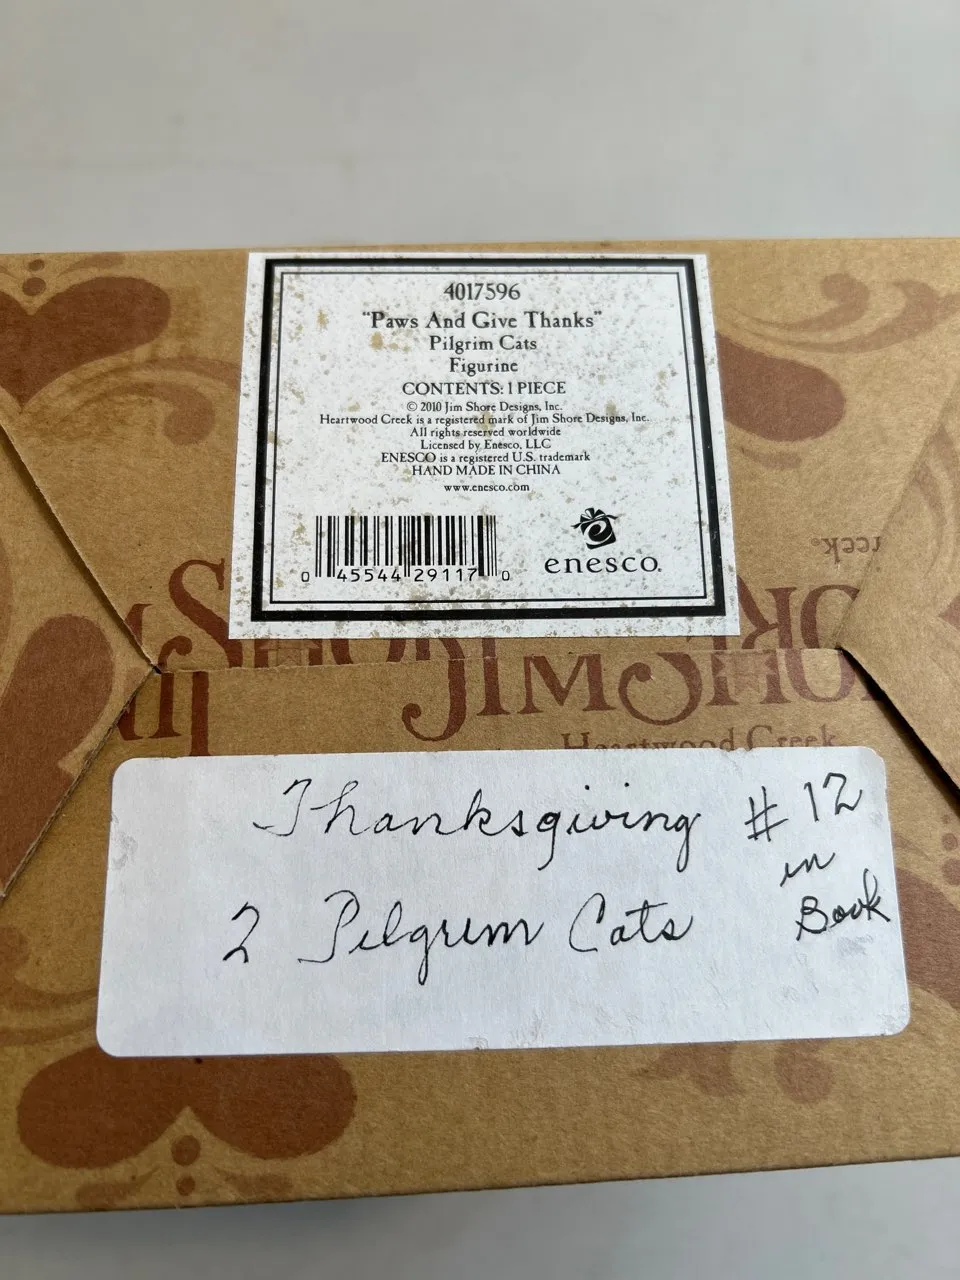 4017596
"Paws And Give Thanks"
Pilgrim Cats
Figurine
CONTENTS: 1 PIECE
© 2010 Jim Shore Designs, Inc.
Heartwood Creek is a registered mark of Jim Shore Designs, Inc.
All rights reserved worldwide
Licensed by Enesco, LLC
ENESCO is a registered U.S. trademark
HAND MADE IN CHINA
www.enesco.com
0 45544 29117 0
enesco.
reek®
JIM SHO
Heartwood Creek
Thanksgiving #12
in
Book
2 Pilgrim Cats